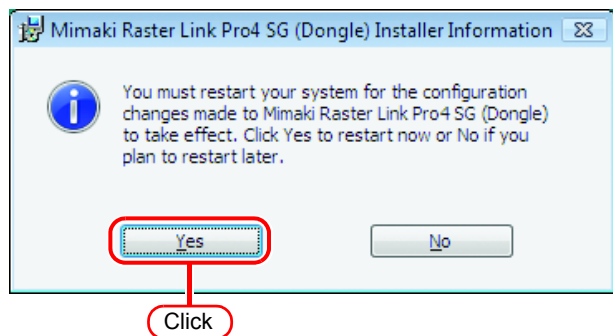 Mimaki Raster Link Pro4 SG (Dongle) Installer Information
You must restart your system for the configuration
changes made to Mimaki Raster Link Pro4 SG (Dongle)
to take effect. Click Yes to restart now or No if you
plan to restart later.
Yes
No
Click